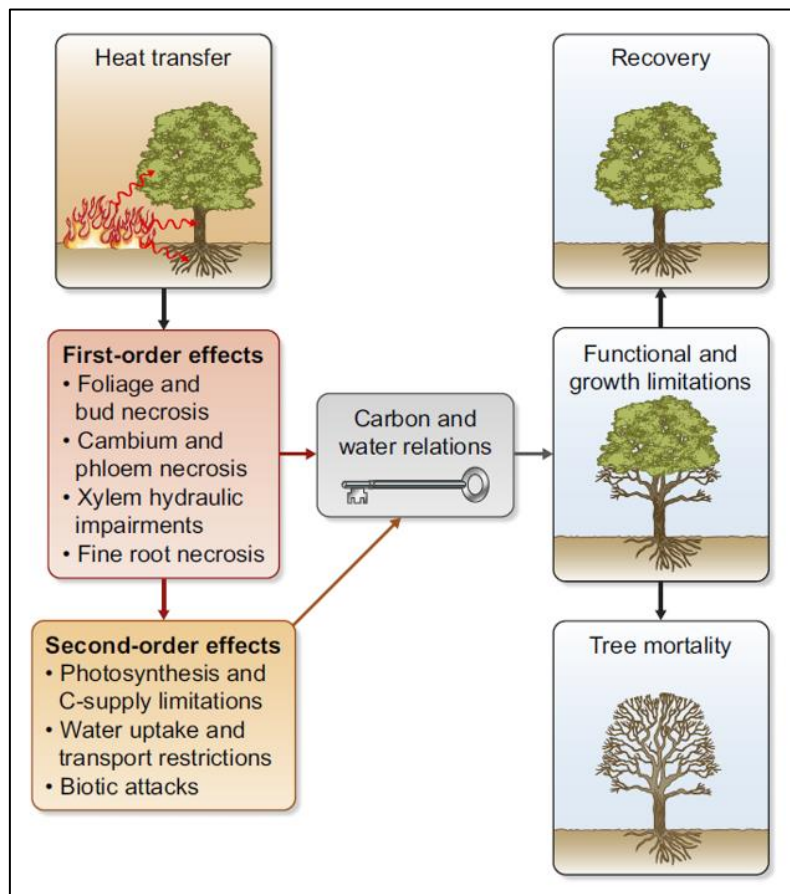 Heat transfer
First-order effects
• Foliage and
bud necrosis
• Cambium and
phloem necrosis
• Xylem hydraulic
impairments
• Fine root necrosis
Second-order effects
• Photosynthesis and
C-supply limitations
• Water uptake and
transport restrictions
• Biotic attacks
Carbon and
water relations
Recovery
Functional and
growth limitations
Tree mortality